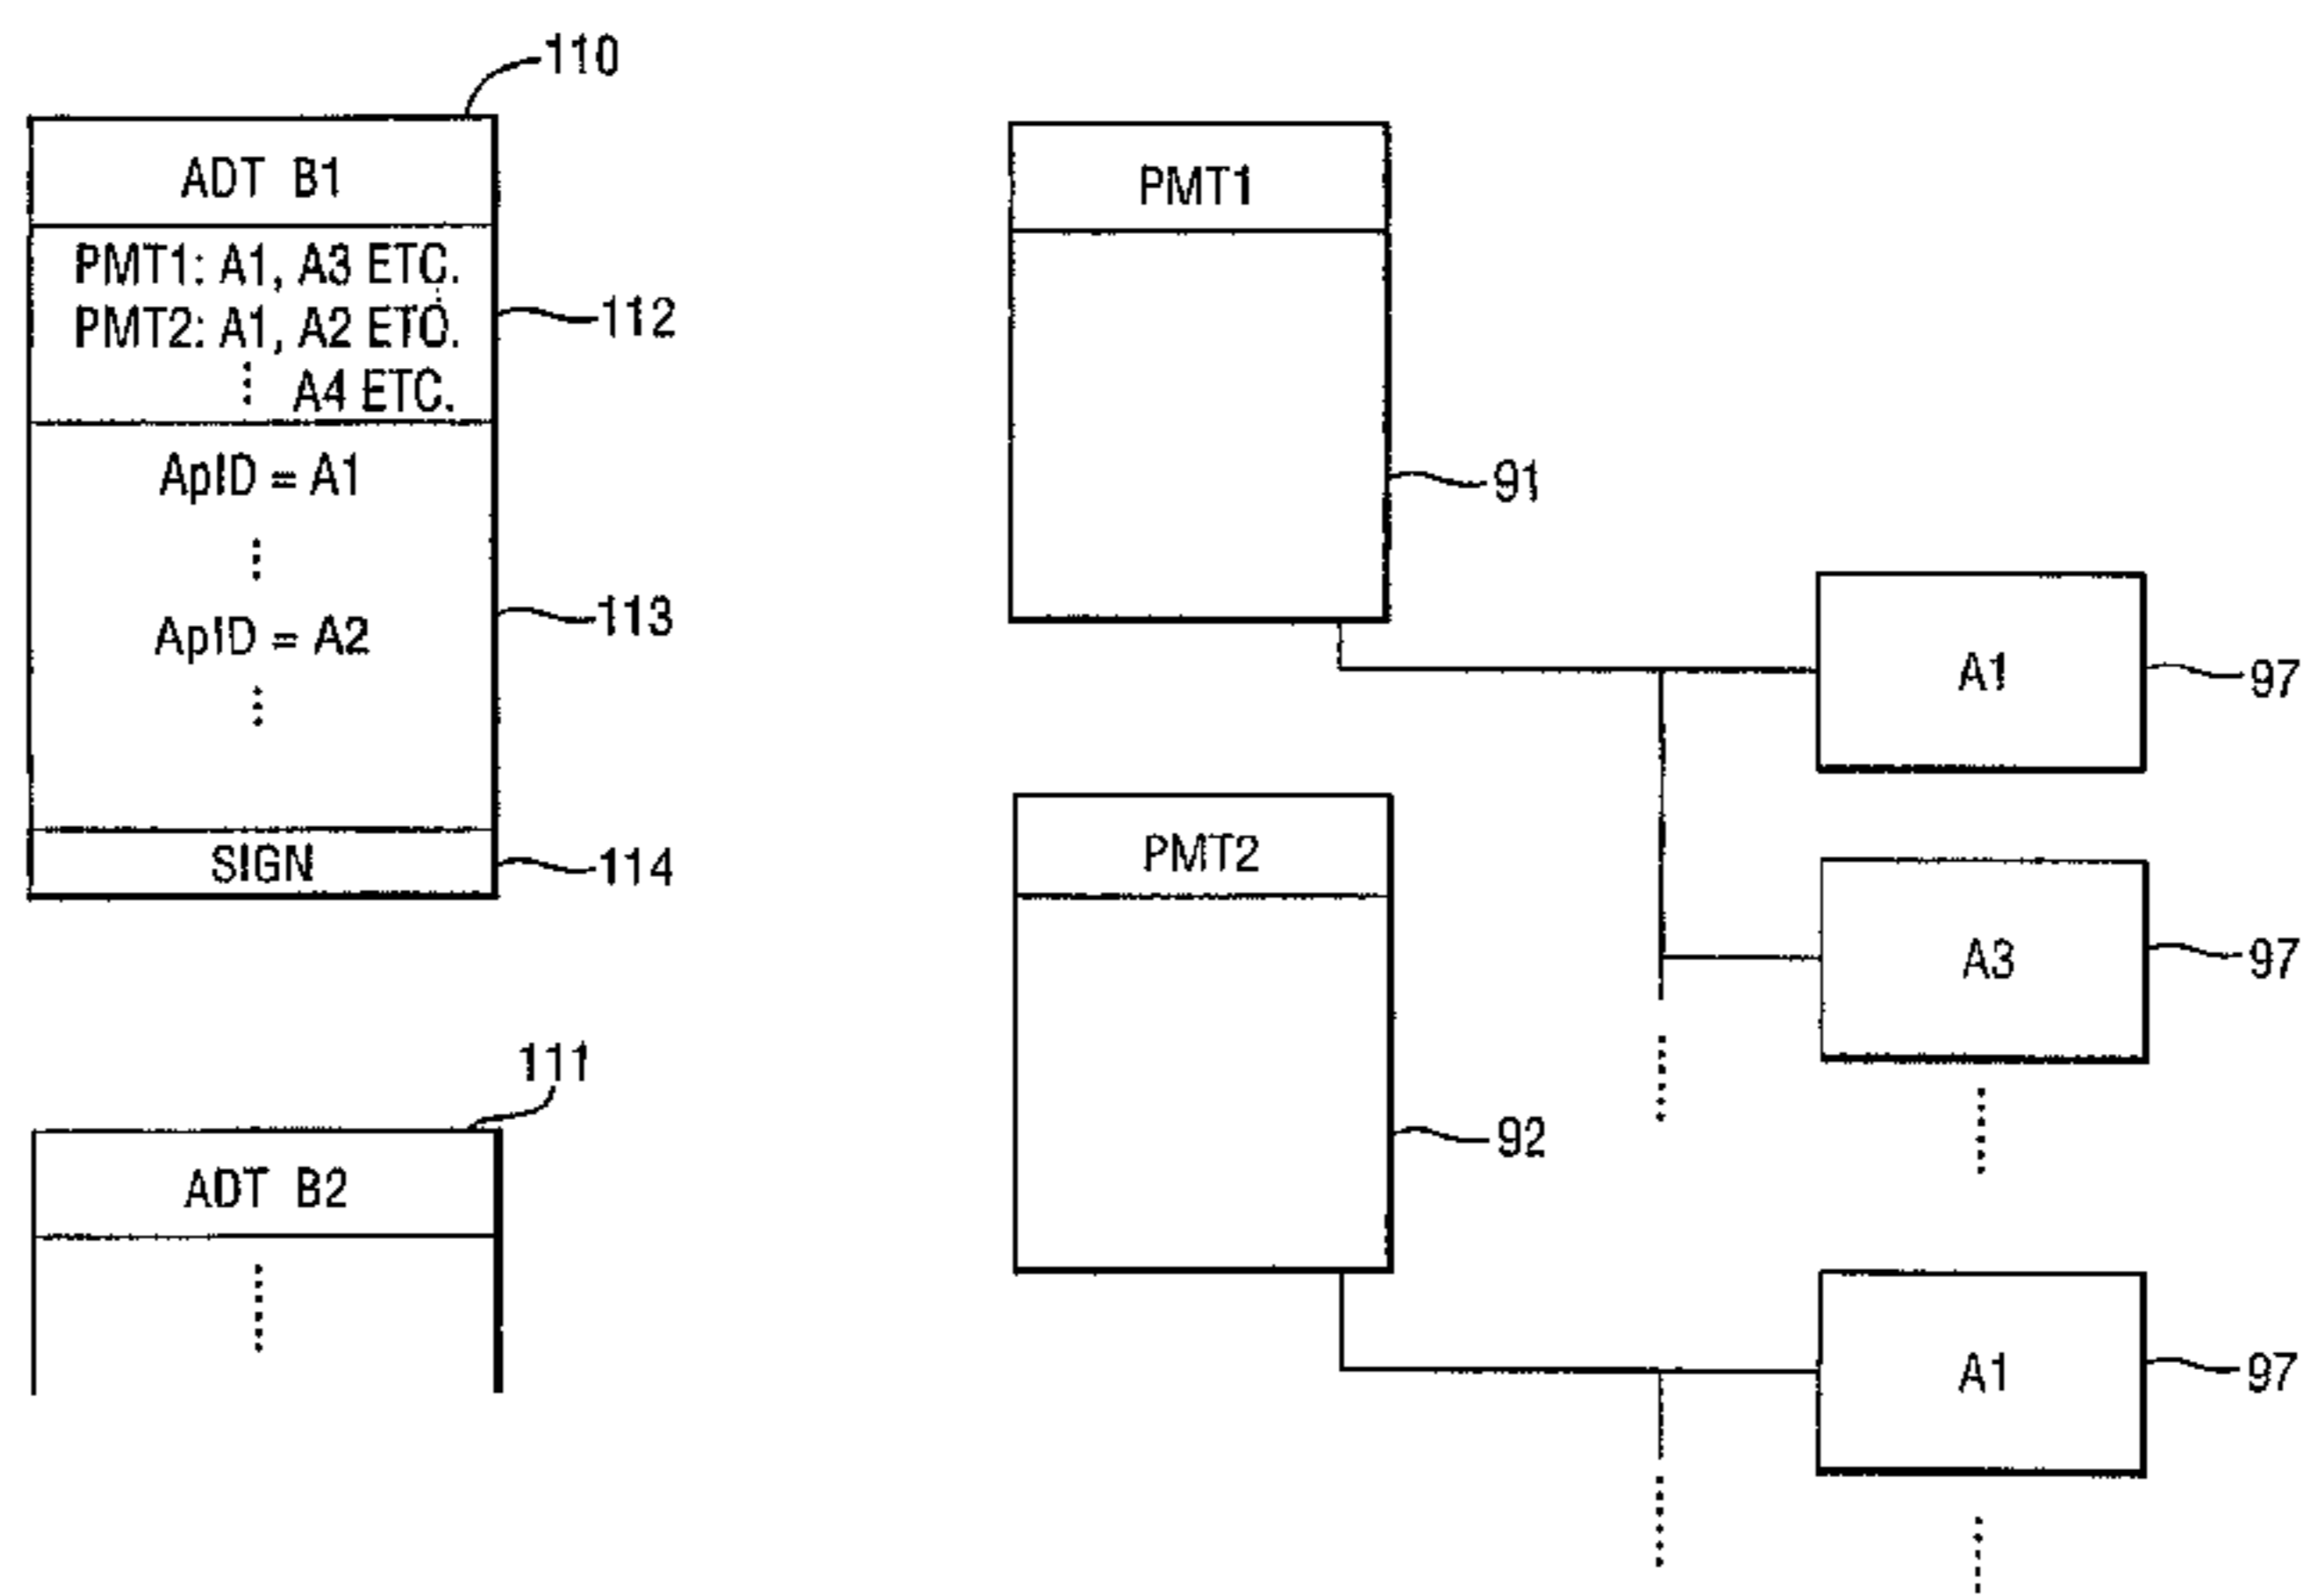 110
ADT B1
PMT1: A1, A3 ETC.
PMT2: A1, A2 ETC.
A4 ETC.
112
ApID = A1
ApID = A2
113
SIGN
114
111
ADT B2
PMT1
91
A1
97
A3
97
PMT2
92
A1
97